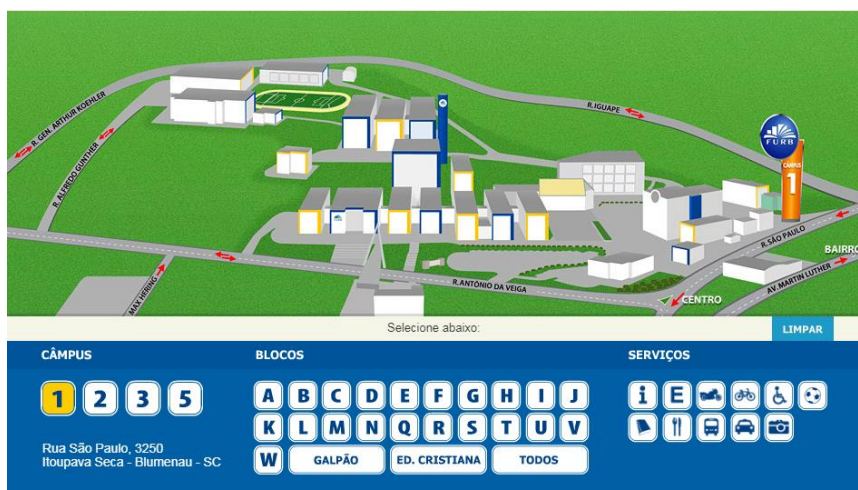 R. GEN. ARTHUR KOEHLER
R. ALFREDO GUNTHER
R. IGUAPE
FURB
CÂMPUS
1
R. SÃO PAULO
BAIRRO
AV. MARTIN LUTHER
CENTRO
R. ANTÔNIO DA VEIGA
MAX HERING
Selecione abaixo:
LIMPAR
CÂMPUS
1 2 3 5
Rua São Paulo, 3250
Itoupava Seca - Blumenau - SC
BLOCOS
A B C D E F G H I J
K L M N Q R S T U V
W GALPÃO ED. CRISTIANA TODOS
SERVIÇOS
i E